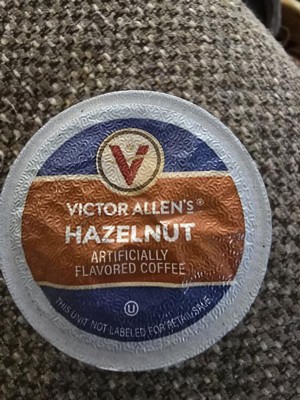 V
VICTOR ALLEN'S®
HAZELNUT
ARTIFICIALLY
FLAVORED COFFEE
U
THIS UNIT NOT LABELED FOR RETAIL SALE